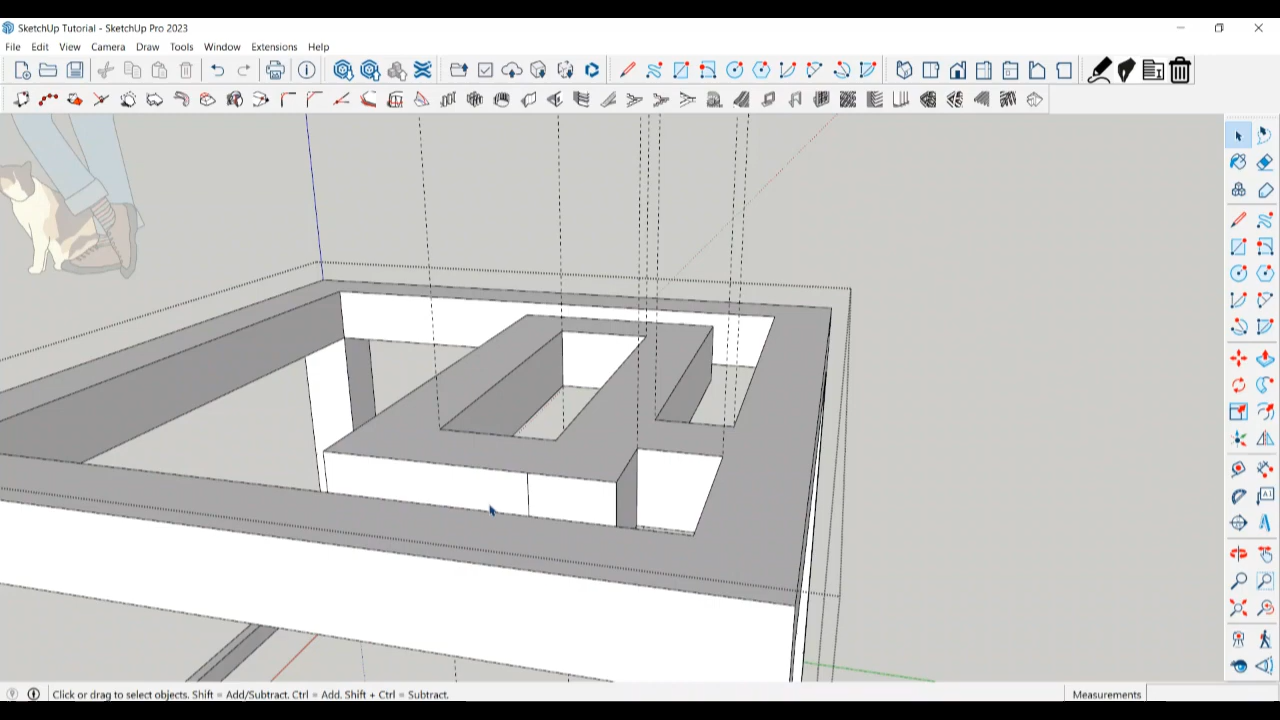 SketchUp Tutorial - SketchUp Pro 2023
File Edit View Camera Draw Tools Window Extensions Help
Click or drag to select objects. Shift = Add/Subtract. Ctrl = Add. Shift + Ctrl = Subtract.
Measurements